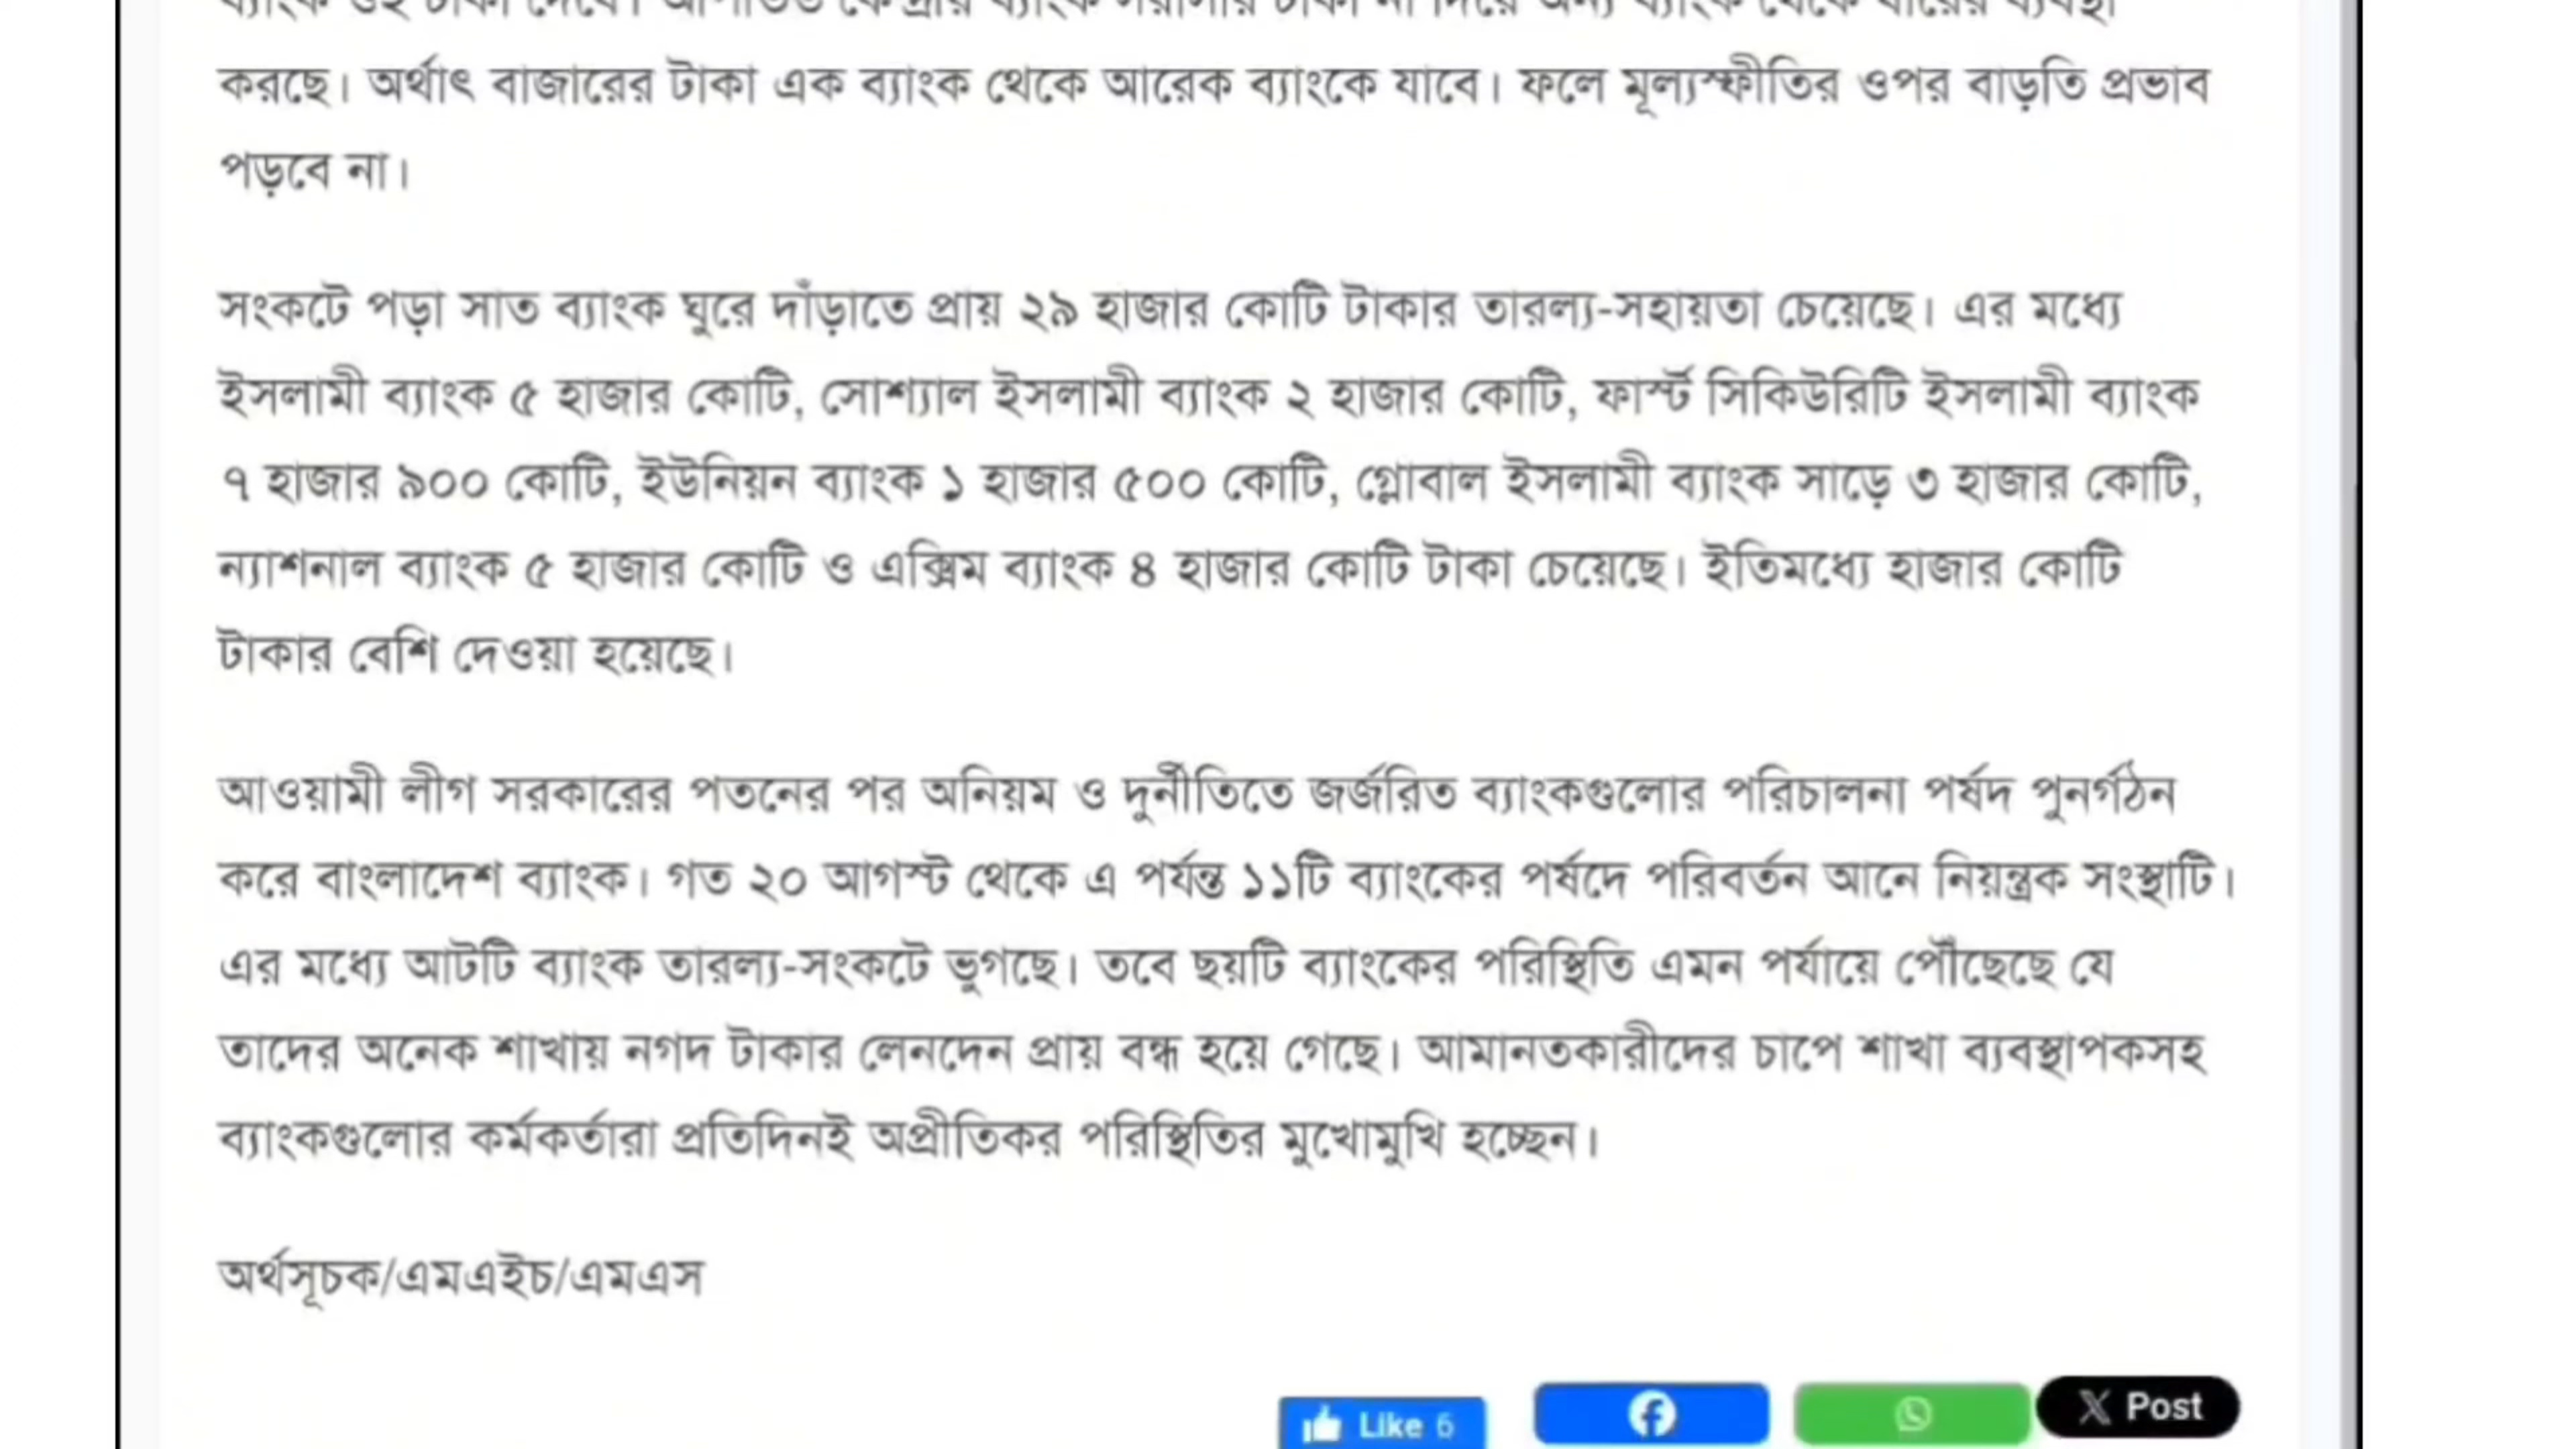 করছে। অর্থাৎ বাজারের টাকা এক ব্যাংক থেকে আরেক ব্যাংকে যাবে। ফলে মূল্যস্ফীতির ওপর বাড়তি প্রভাব
পড়বে না।
সংকটে পড়া সাত ব্যাংক ঘুরে দাঁড়াতে প্রায় ২৯ হাজার কোটি টাকার তারল্য-সহায়তা চেয়েছে। এর মধ্যে
ইসলামী ব্যাংক ৫ হাজার কোটি, সোশ্যাল ইসলামী ব্যাংক ২ হাজার কোটি, ফার্স্ট সিকিউরিটি ইসলামী ব্যাংক
৭ হাজার ৯০০ কোটি, ইউনিয়ন ব্যাংক ১ হাজার ৫০০ কোটি, গ্লোবাল ইসলামী ব্যাংক সাড়ে ৩ হাজার কোটি,
ন্যাশনাল ব্যাংক ৫ হাজার কোটি ও এক্সিম ব্যাংক ৪ হাজার কোটি টাকা চেয়েছে। ইতিমধ্যে হাজার কোটি
টাকার বেশি দেওয়া হয়েছে।
আওয়ামী লীগ সরকারের পতনের পর অনিয়ম ও দুর্নীতিতে জর্জরিত ব্যাংকগুলোর পরিচালনা পর্ষদ পুনর্গঠন
করে বাংলাদেশ ব্যাংক। গত ২০ আগস্ট থেকে এ পর্যন্ত ১১টি ব্যাংকের পর্ষদে পরিবর্তন আনে নিয়ন্ত্রক সংস্থাটি।
এর মধ্যে আটটি ব্যাংক তারল্য-সংকটে ভুগছে। তবে ছয়টি ব্যাংকের পরিস্থিতি এমন পর্যায়ে পৌঁছেছে যে
তাদের অনেক শাখায় নগদ টাকার লেনদেন প্রায় বন্ধ হয়ে গেছে। আমানতকারীদের চাপে শাখা ব্যবস্থাপকসহ
ব্যাংকগুলোর কর্মকর্তারা প্রতিদিনই অপ্রীতিকর পরিস্থিতির মুখোমুখি হচ্ছেন।
অর্থসূচক/এমএইচ/এমএস
Like 6
Post